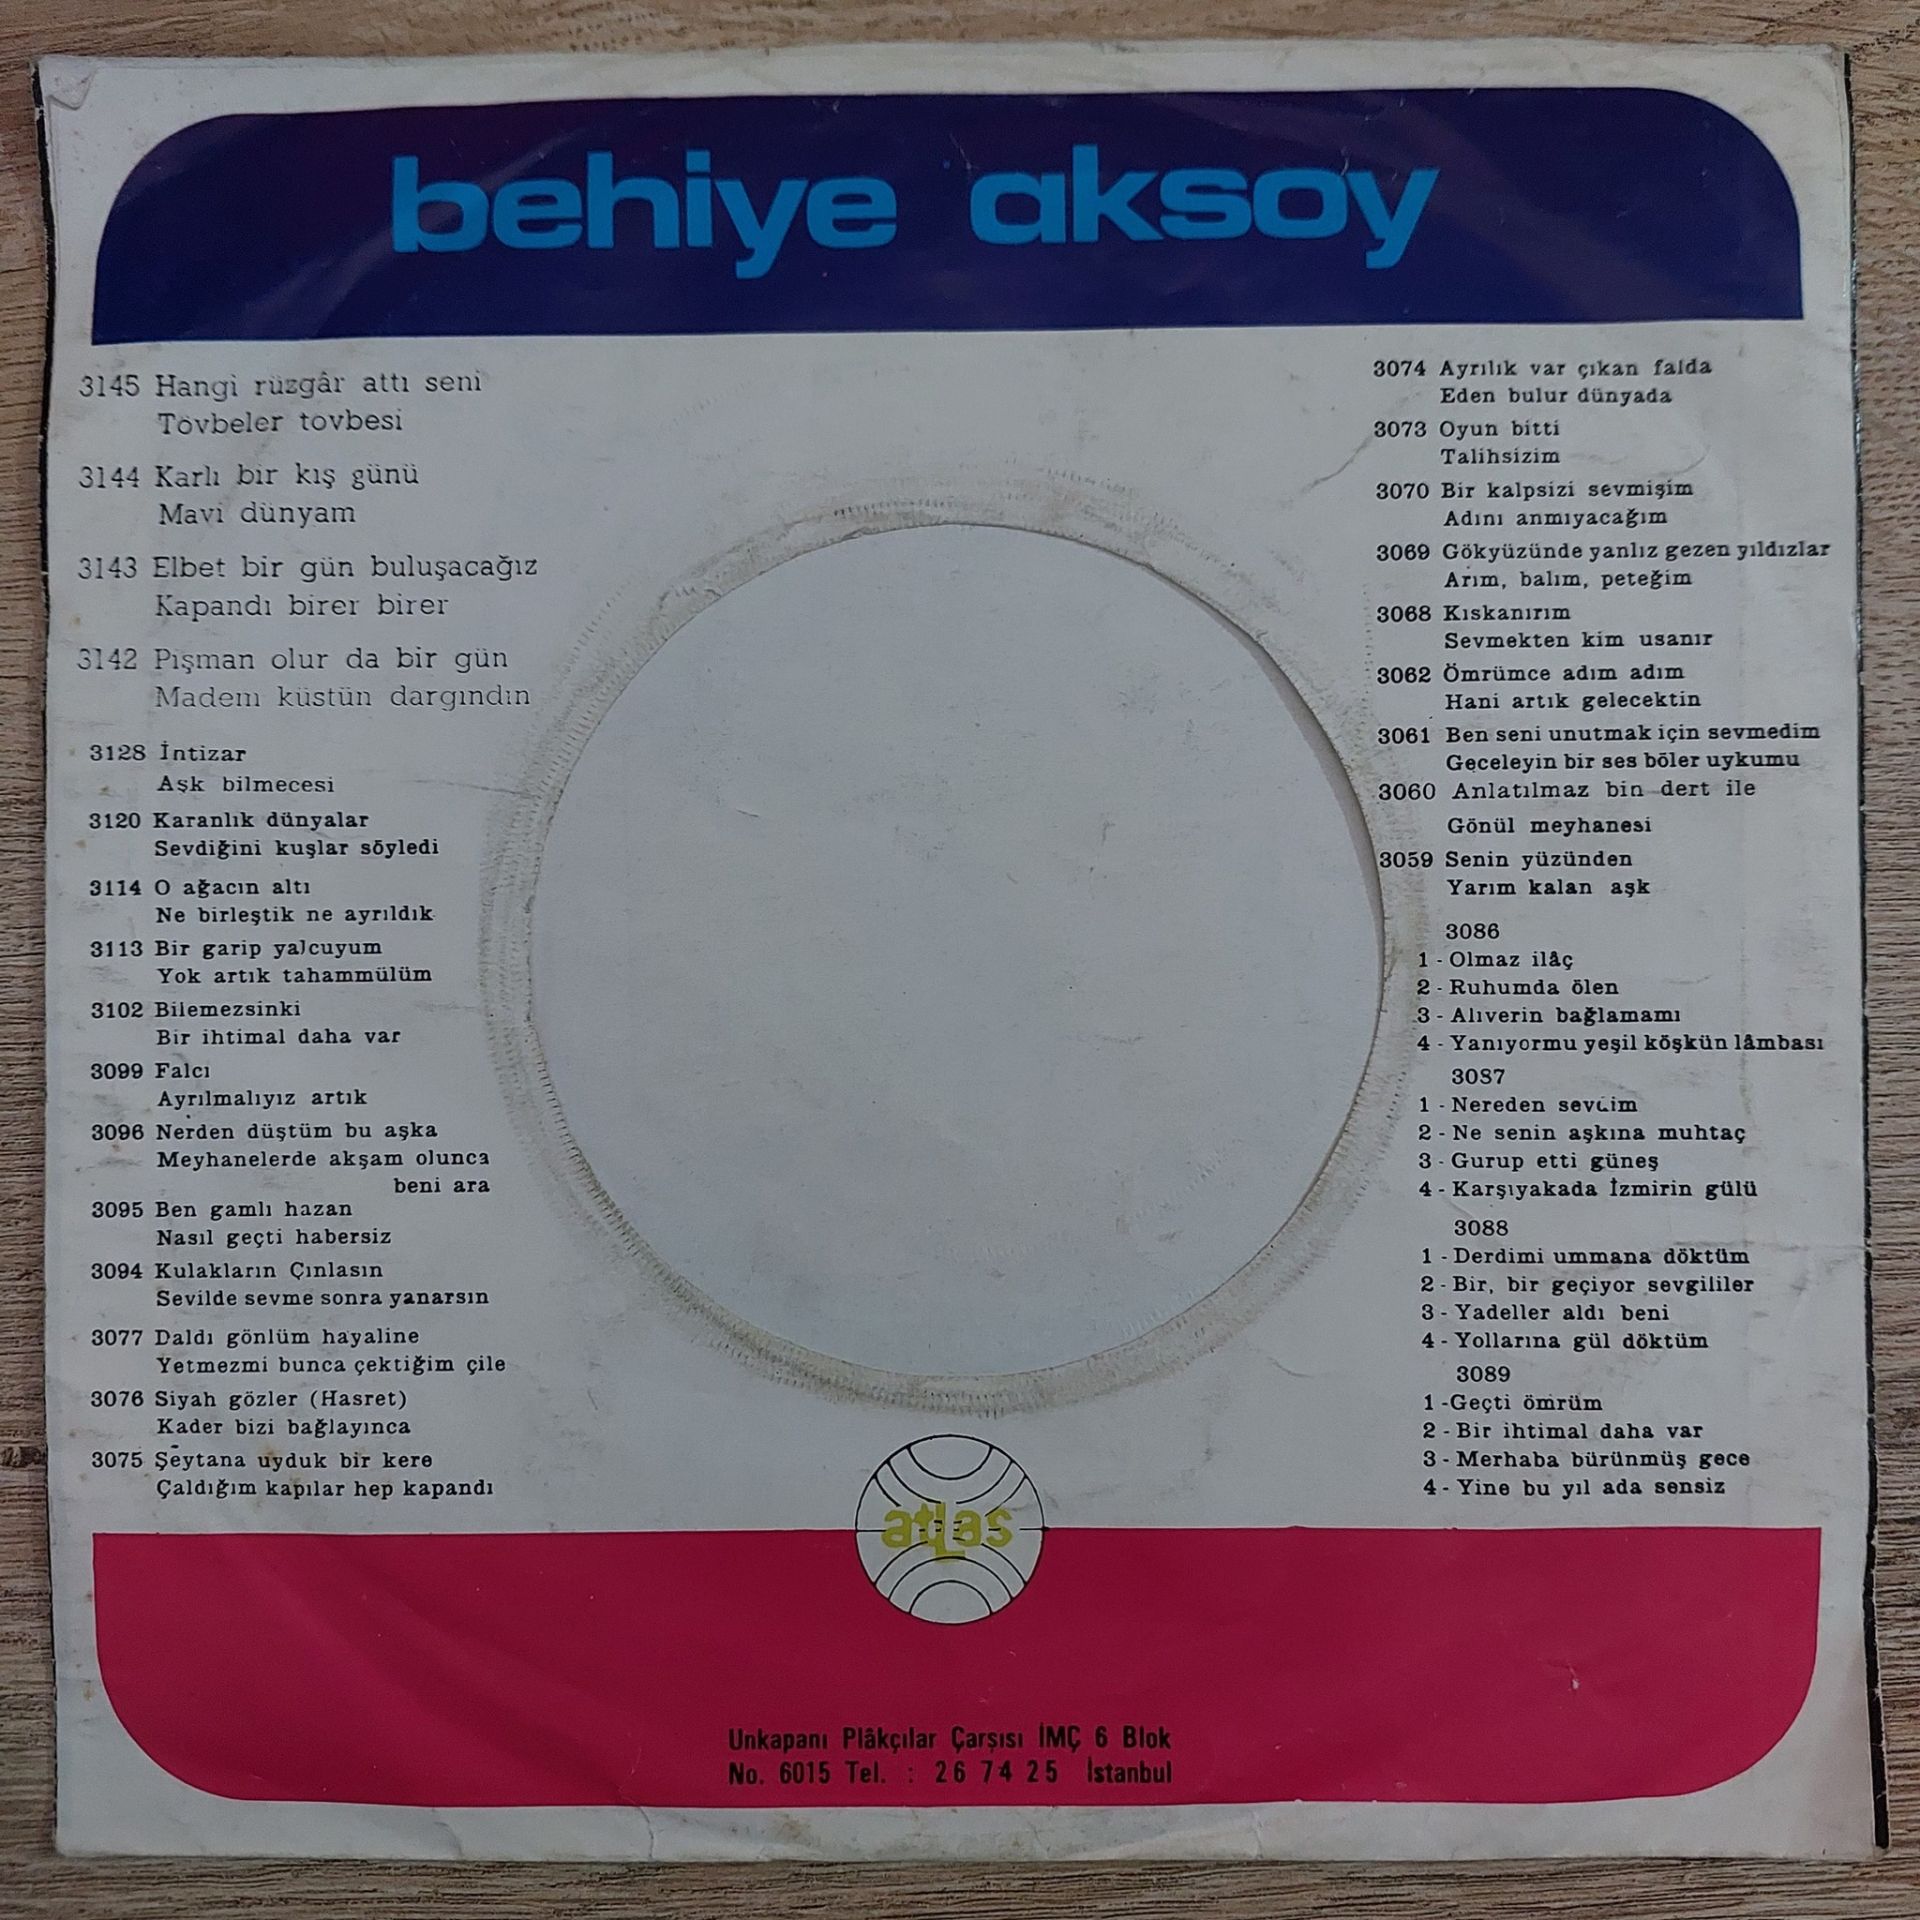 behiye aksoy
3145 Hangi rüzgâr attı seni
Tövbeler tovbesi
3144 Karlı bir kış günü
Mavi dünyam
3143 Elbet bir gün buluşacağız
Kapandı birer birer
3142 Pişman olur da bir gün
Madem küstün dargındın
3128 İntizar
Aşk bilmecesi
3120 Karanlık dünyalar
Sevdiğini kuşlar söyledi
3114 O ağacın altı
Ne birleştik ne ayrıldık
3113 Bir garip yalcuyum
Yok artık tahammülüm
3102 Bilemezsinki
Bir ihtimal daha var
3099 Falcı
Ayrılmalıyız artık
3096 Nerden düştüm bu aşka
Meyhanelerde akşam olunca
beni ara
3095 Ben gamlı hazan
Nasıl geçti habersiz
3094 Kulakların Çınlasın
Sevilde sevme sonra yanarsın
3077 Daldı gönlüm hayaline
Yetmezmi bunca çektiğim çile
3076 Siyah gözler (Hasret)
Kader bizi bağlayınca
3075 Şeytana uyduk bir kere
Çaldığım kapılar hep kapandı
3074 Ayrılık var çıkan falda
Eden bulur dünyada
3073 Oyun bitti
Talihsizim
3070 Bir kalpsizi sevmişim
Adını anmıyacağım
3069 Gökyüzünde yanlız gezen yıldızlar
Arım, balım, peteğim
3068 Kıskanırım
Sevmekten kim usanır
3062 Ömrümce adım adım
Hani artık gelecektin
3061 Ben seni unutmak için sevmedim
Geceleyin bir ses böler uykumu
3060 Anlatılmaz bin dert ile
Gönül meyhanesi
3059 Senin yüzünden
Yarım kalan aşk
3086
1 - Olmaz ilâç
2 - Ruhumda ölen
3 - Alıverin bağlamamı
4 - Yanıyormu yeşil köşkün lâmbası
3087
1 - Nereden sevdim
2 - Ne senin aşkına muhtaç
3 - Gurup etti güneş
4 - Karşıyakada İzmirin gülü
3088
1 - Derdimi ummana döktüm
2 - Bir, bir geçiyor sevgililer
3 - Yadeller aldı beni
4 - Yollarına gül döktüm
3089
1 -Geçti ömrüm
2 - Bir ihtimal daha var
3 - Merhaba bürünmüş gece
4 - Yine bu yıl ada sensiz
atlas
Unkapanı Plâkçılar Çarşısı İMÇ 6 Blok
No. 6015 Tel. : 26 74 25 İstanbul